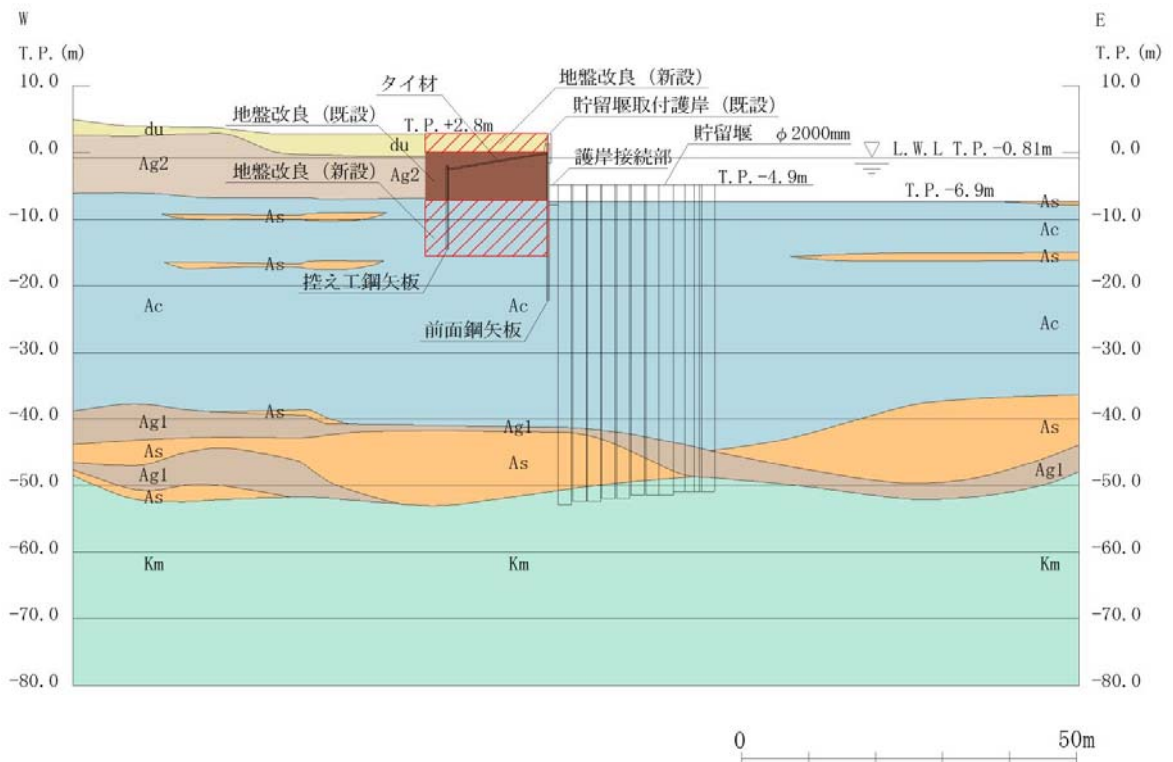 W
E
T.P.(m)
T.P.(m)
10.0
0.0
-10.0
-20.0
-30.0
-40.0
-50.0
-60.0
-70.0
-80.0
10.0
0.0
-10.0
-20.0
-30.0
-40.0
-50.0
-60.0
-70.0
-80.0
タイ材
地盤改良（新設）
地盤改良（既設）
T.P.+2.8m
貯留堰取付護岸（既設）
貯留堰 φ2000mm
護岸接続部
L.W.L T.P.-0.81m
地盤改良（新設）
T.P.-4.9m
T.P.-6.9m
控え工鋼矢板
前面鋼矢板
du
du
Ag2
Ag2
As
As
Ac
As
As
Ac
Ac
Ac
As
Ag1
Ag1
As
As
As
Ag1
Ag1
As
Km
Km
Km
0
50m